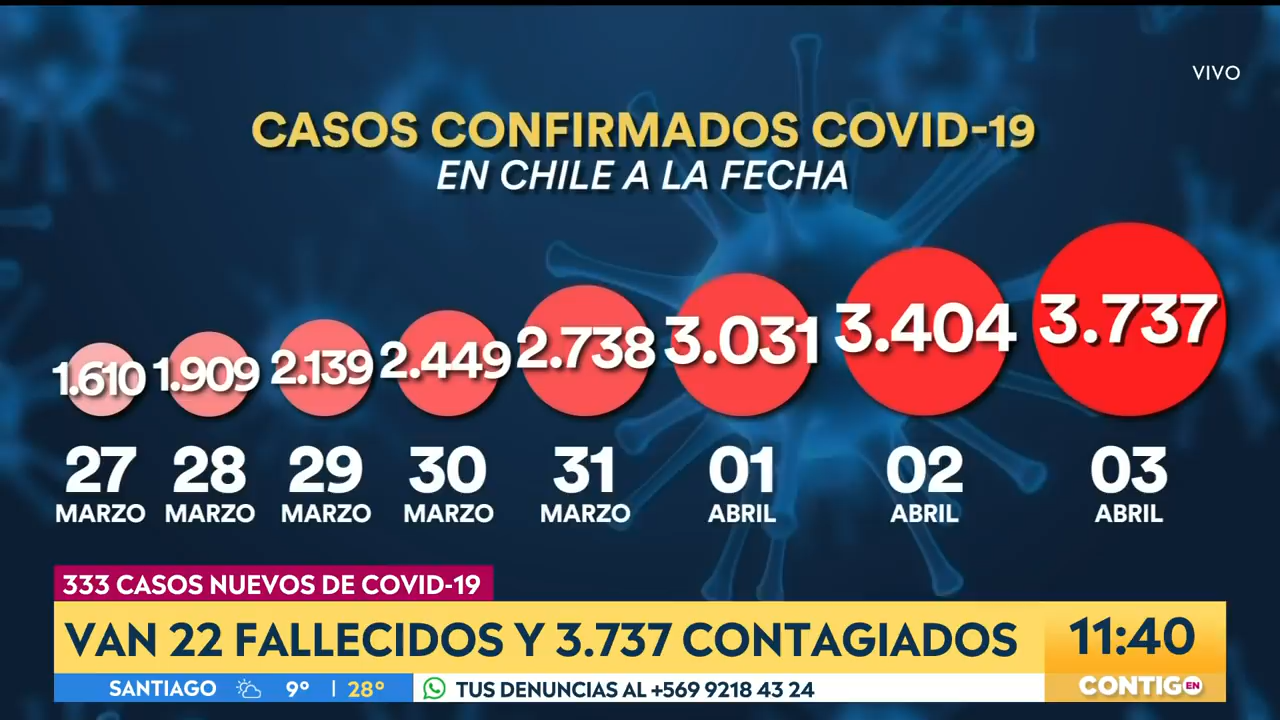 VIVO
CASOS CONFIRMADOS COVID-19
EN CHILE A LA FECHA
1.610 1.909 2.139 2.449 2.738 3.031 3.404 3.737
27 28 29 30 31 01 02 03
MARZO MARZO MARZO MARZO MARZO ABRIL ABRIL ABRIL
333 CASOS NUEVOS DE COVID-19
VAN 22 FALLECIDOS Y 3.737 CONTAGIADOS 11:40
SANTIAGO 9° | 28° TUS DENUNCIAS AL +569 9218 43 24 CONTIGO EN